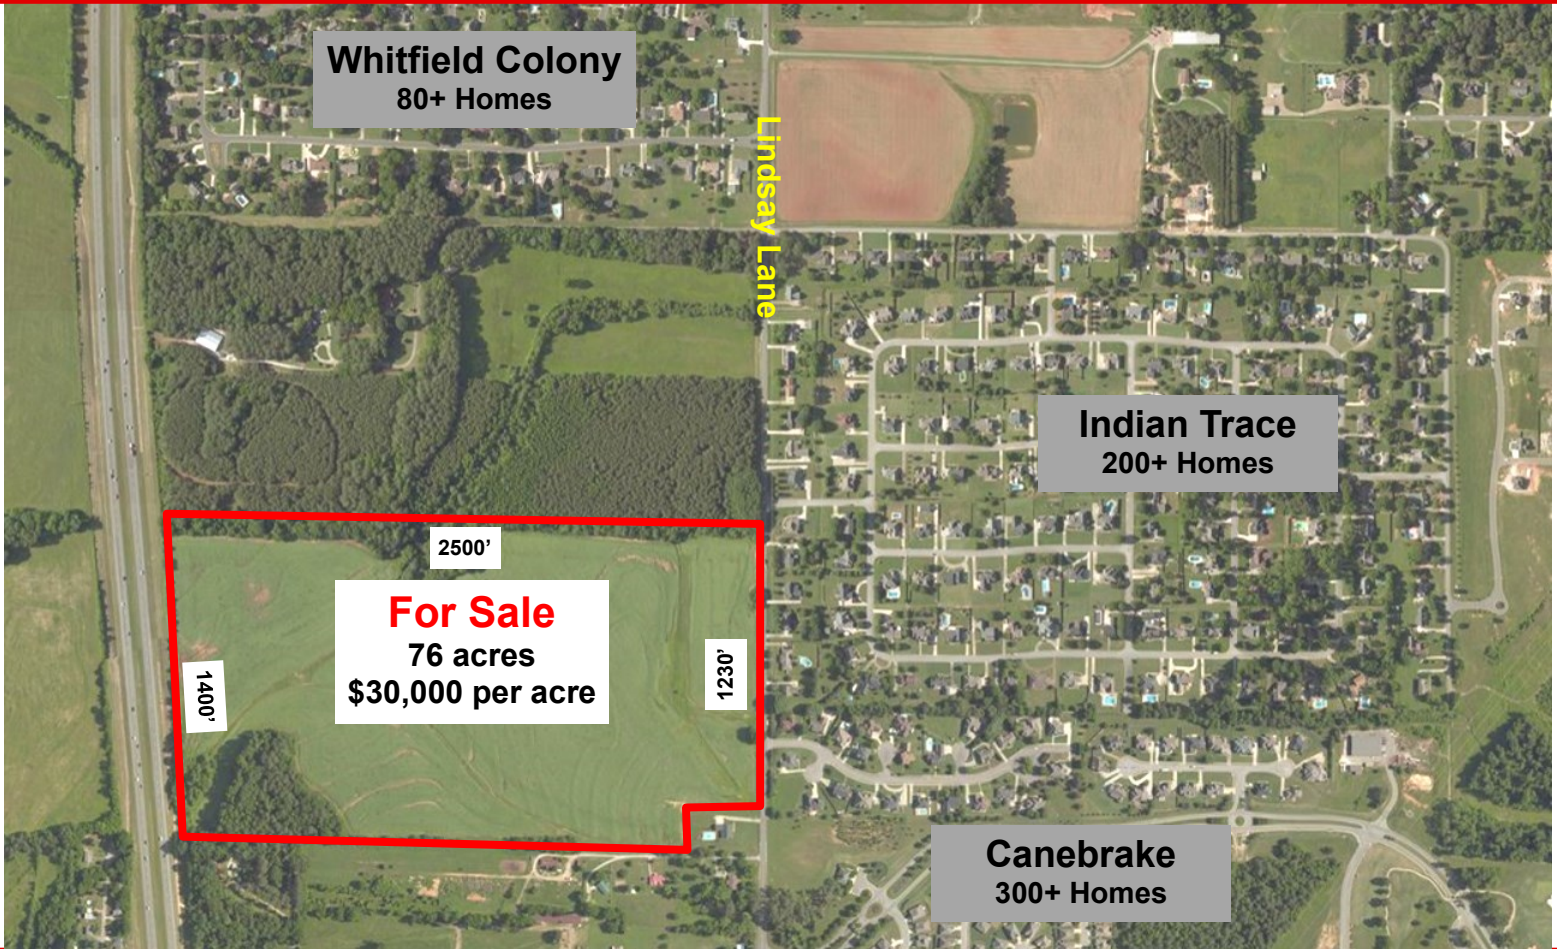 Whitfield Colony
80+ Homes
Lindsay Lane
Indian Trace
200+ Homes
2500’
For Sale
76 acres
$30,000 per acre
1400’
1230’
Canebrake
300+ Homes